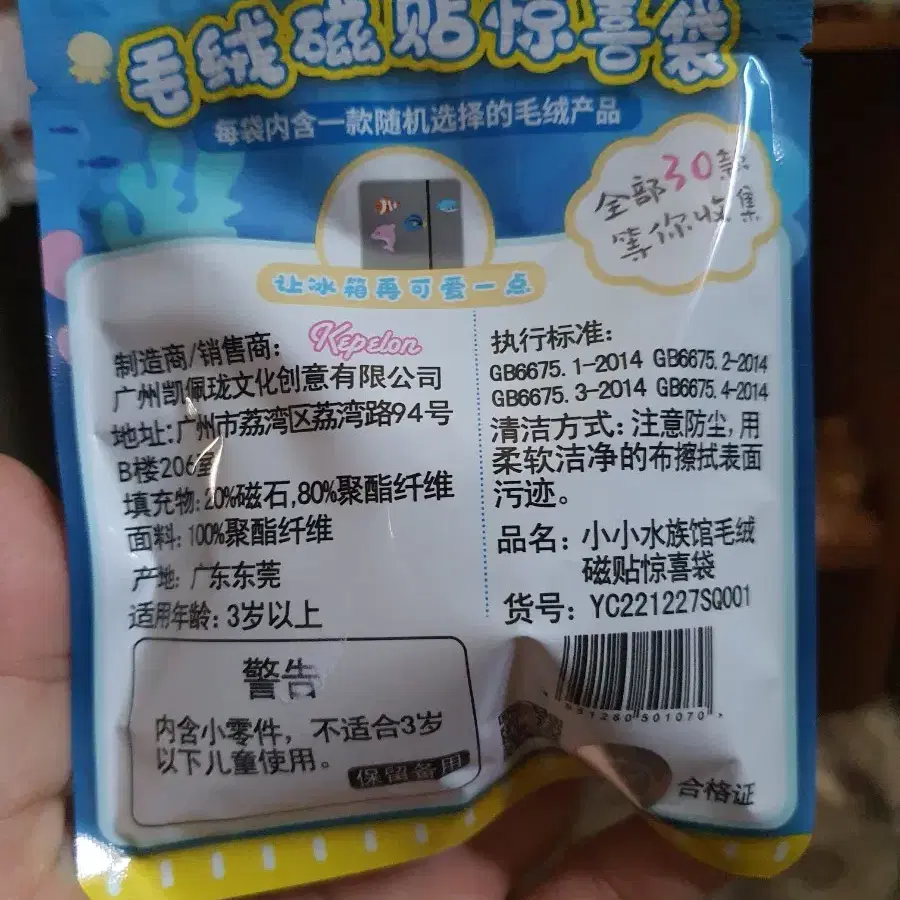 毛绒磁贴惊喜袋
每袋内含一款随机选择的毛绒产品
全部30款
等你收集
让冰箱再可爱一点
制造商/销售商: Kepelon
广州凯佩珑文化创意有限公司
地址:广州市荔湾区荔湾路94号
B楼206室
填充物:20%磁石,80%聚酯纤维
面料:100%聚酯纤维
产地:广东东莞
适用年龄:3岁以上
警告
内含小零件，不适合3岁
以下儿童使用。
保留备用
执行标准:
GB6675.1-2014 GB6675.2-2014
GB6675.3-2014 GB6675.4-2014
清洁方式:注意防尘,用
柔软洁净的布擦拭表面
污迹。
品名:小小水族馆毛绒
磁贴惊喜袋
货号:YC221227SQ001
合格证